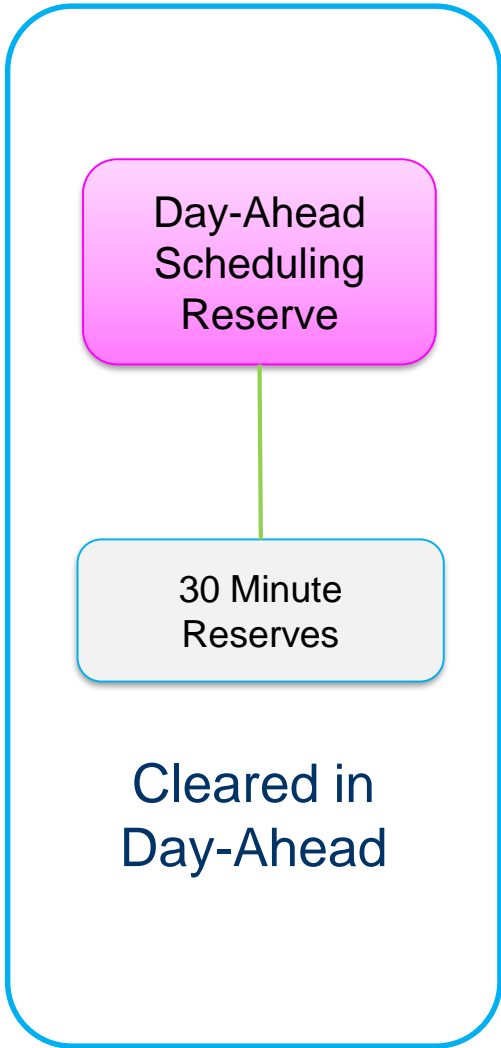 Day-Ahead
Scheduling
Reserve
30 Minute
Reserves
Cleared in
Day-Ahead